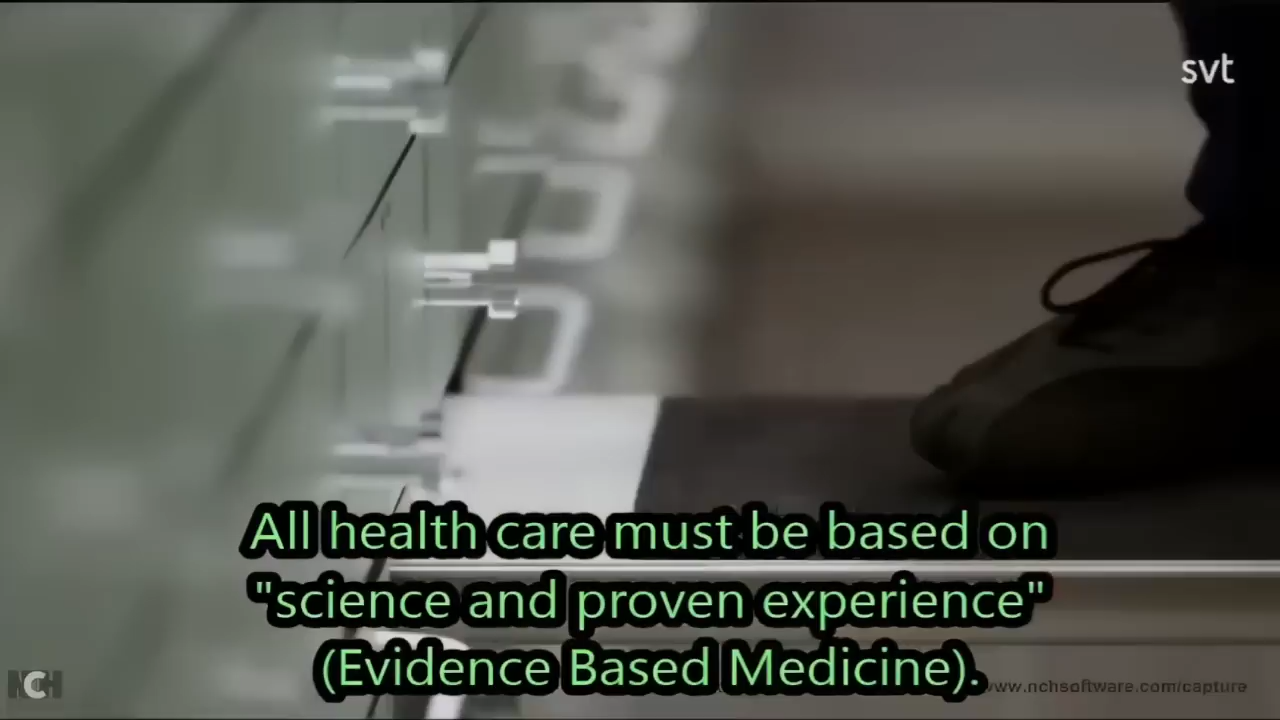 svt
All health care must be based on
"science and proven experience"
(Evidence Based Medicine).
NCH
www.nchsoftware.com/capture